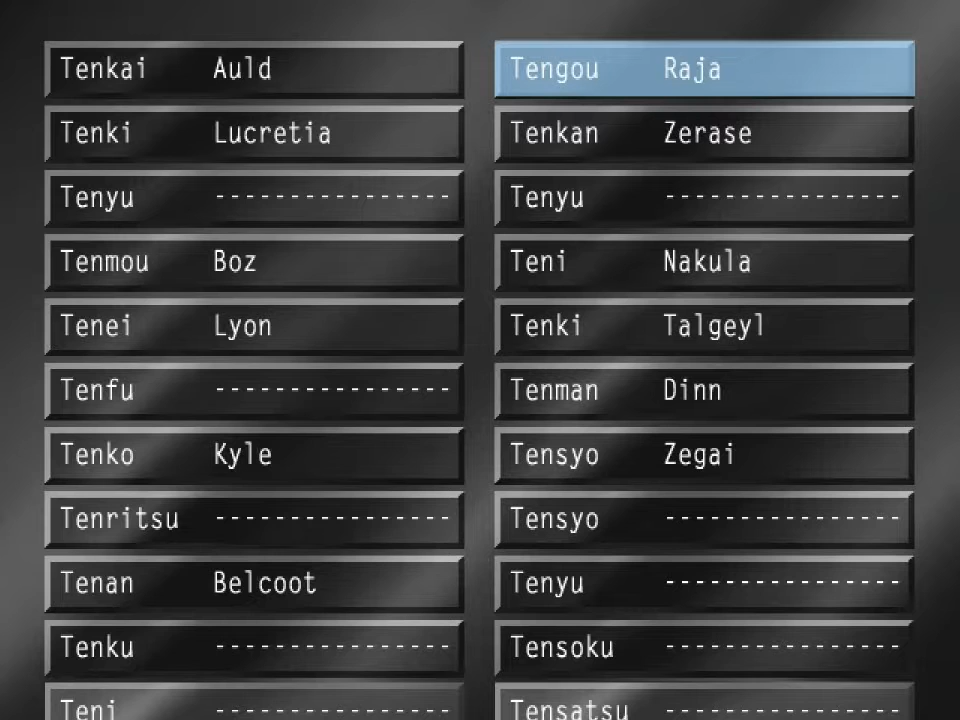 Tenkai Auld
Tengou Raja
Tenki Lucretia
Tenkan Zerase
Tenyu ----------------
Tenyu ----------------
Tenmou Boz
Teni Nakula
Tenei Lyon
Tenki Talgeyl
Tenfu ----------------
Tenman Dinn
Tenko Kyle
Tensyo Zegai
Tenritsu ----------------
Tensyo ----------------
Tenan Belcoot
Tenyu ----------------
Tenku ----------------
Tensoku ----------------
Teni ----------------
Tensatsu ----------------